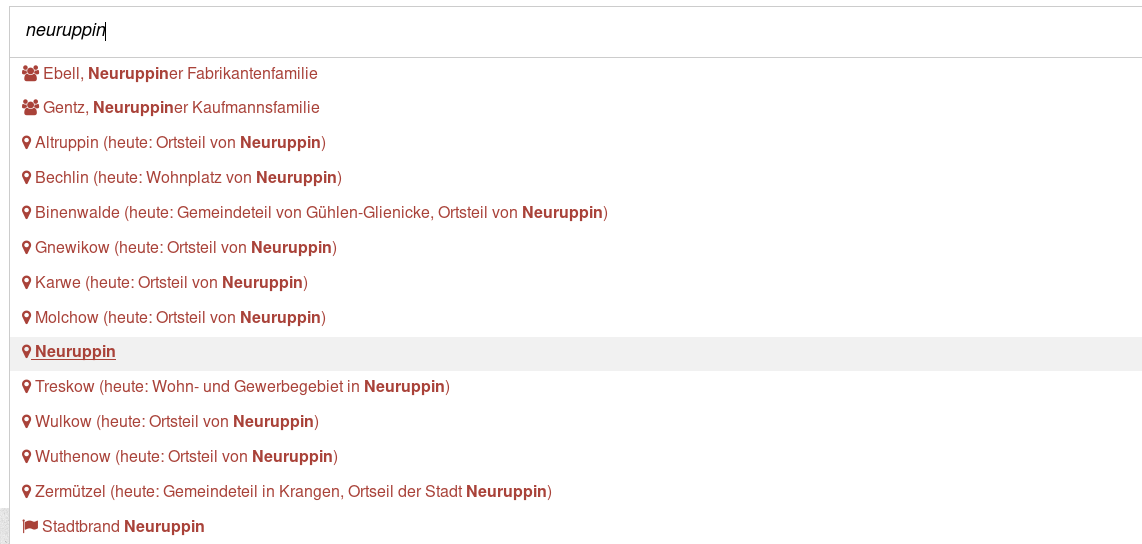 neuruppin
Ebell, Neuruppiner Fabrikantenfamilie
Gentz, Neuruppiner Kaufmannsfamilie
Altruppin (heute: Ortsteil von Neuruppin)
Bechlin (heute: Wohnplatz von Neuruppin)
Binenwalde (heute: Gemeindeteil von Gühlen-Glienicke, Ortsteil von Neuruppin)
Gnewikow (heute: Ortsteil von Neuruppin)
Karwe (heute: Ortsteil von Neuruppin)
Molchow (heute: Ortsteil von Neuruppin)
Neuruppin
Treskow (heute: Wohn- und Gewerbegebiet in Neuruppin)
Wulkow (heute: Ortsteil von Neuruppin)
Wuthenow (heute: Ortsteil von Neuruppin)
Zermützel (heute: Gemeindeteil in Krangen, Ortseil der Stadt Neuruppin)
Stadtbrand Neuruppin